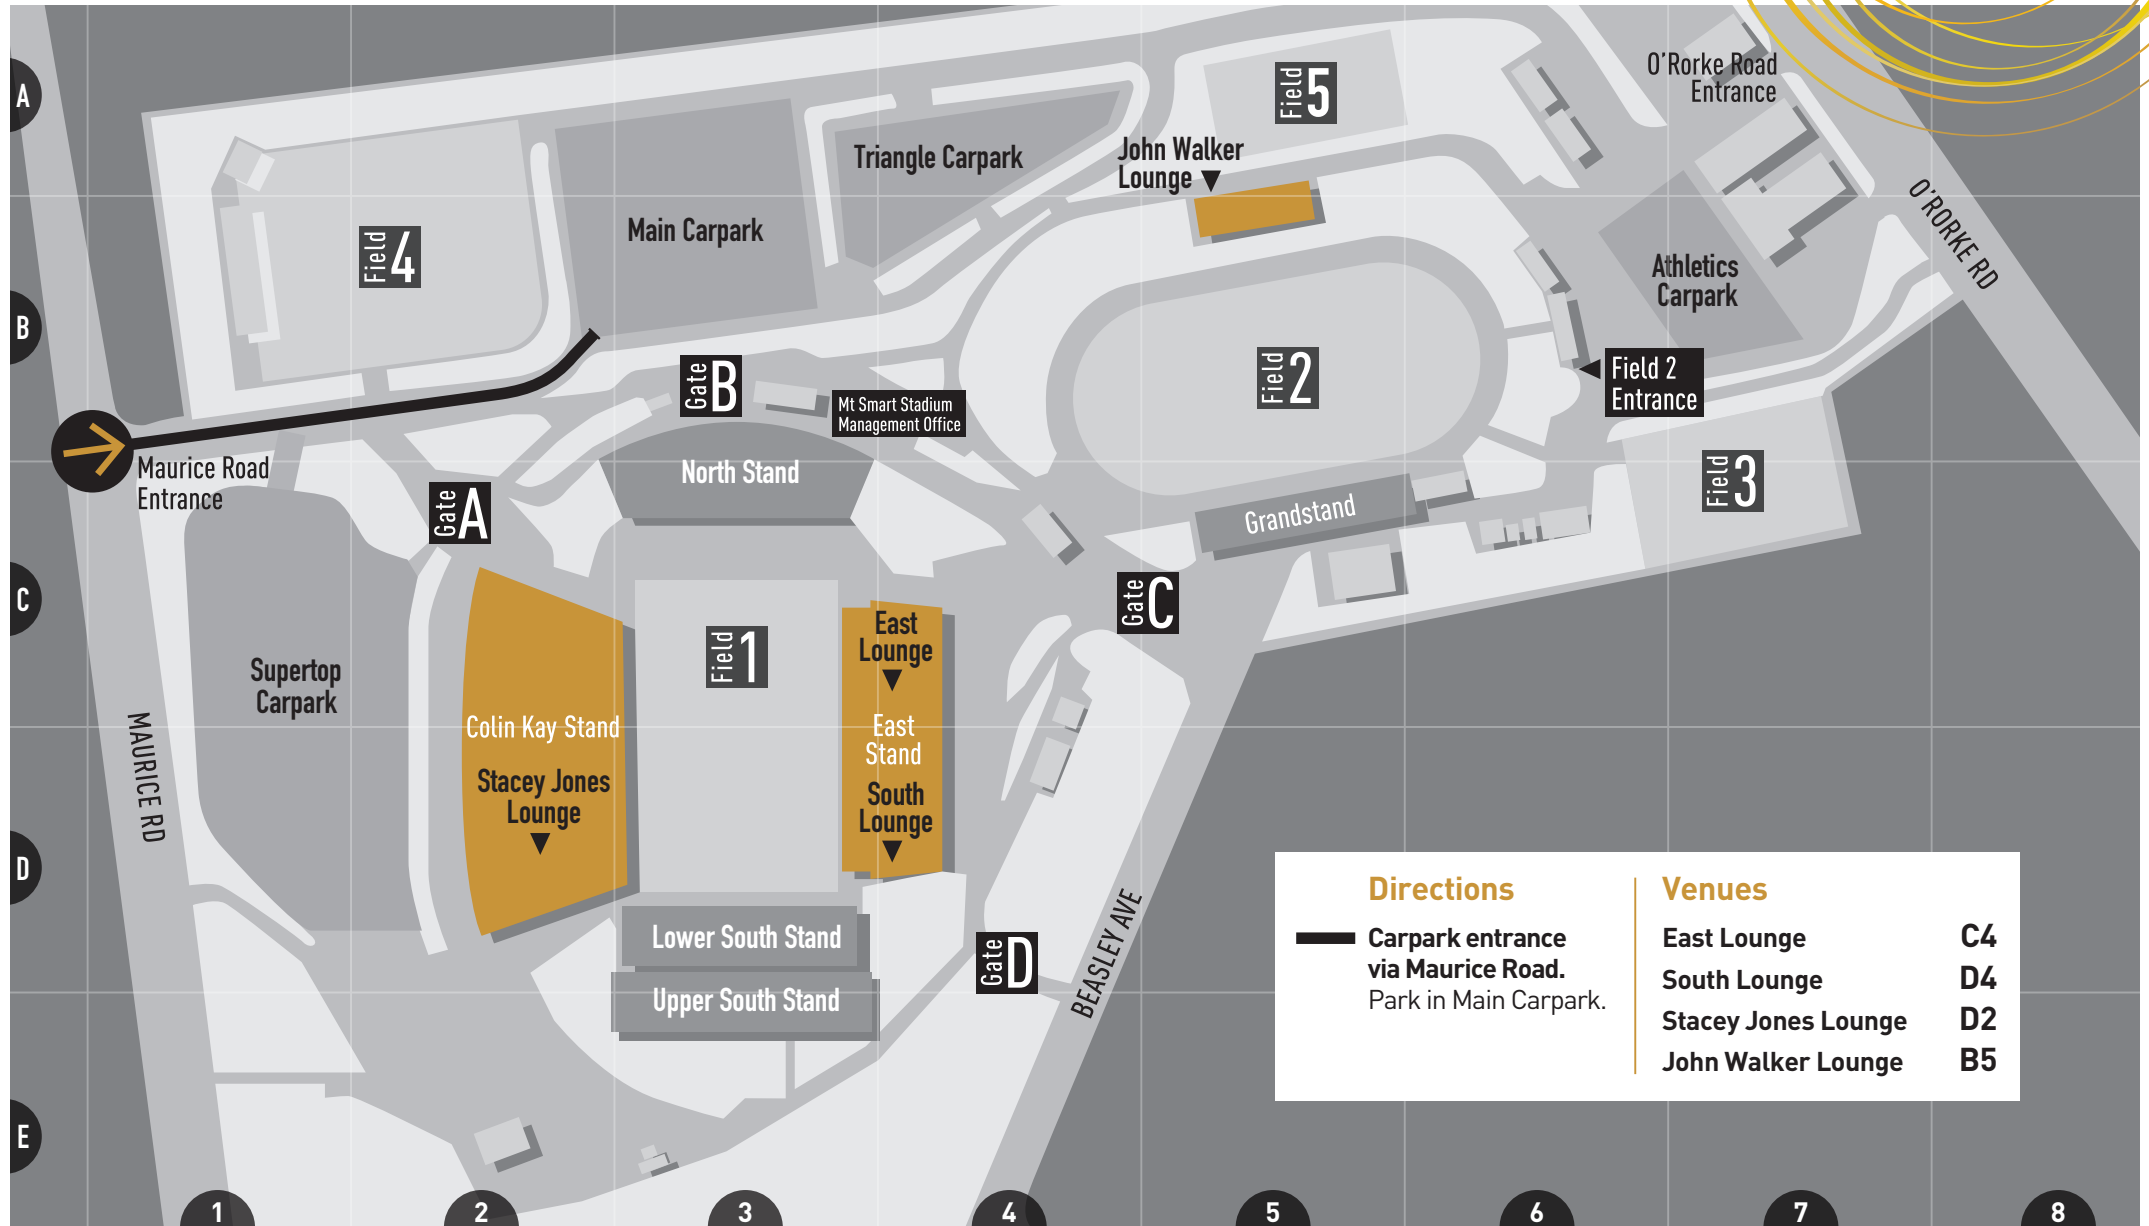 A
B
C
D
E
1
2
3
4
5
6
7
8
O'Rorke Road
Entrance
Field 5
John Walker
Lounge
Triangle Carpark
Main Carpark
Field 4
O'RORKE RD
Athletics
Carpark
Field 2
Field 2
Entrance
Gate B
Mt Smart Stadium
Management Office
Maurice Road
Entrance
North Stand
Gate A
Grandstand
Field 3
Gate C
East
Lounge
Field 1
Supertop
Carpark
MAURICE RD
Colin Kay Stand
Stacey Jones
Lounge
East
Stand
South
Lounge
Lower South Stand
Upper South Stand
Gate D
BEASLEY AVE
Directions
Carpark entrance
via Maurice Road.
Park in Main Carpark.
Venues
East Lounge C4
South Lounge D4
Stacey Jones Lounge D2
John Walker Lounge B5